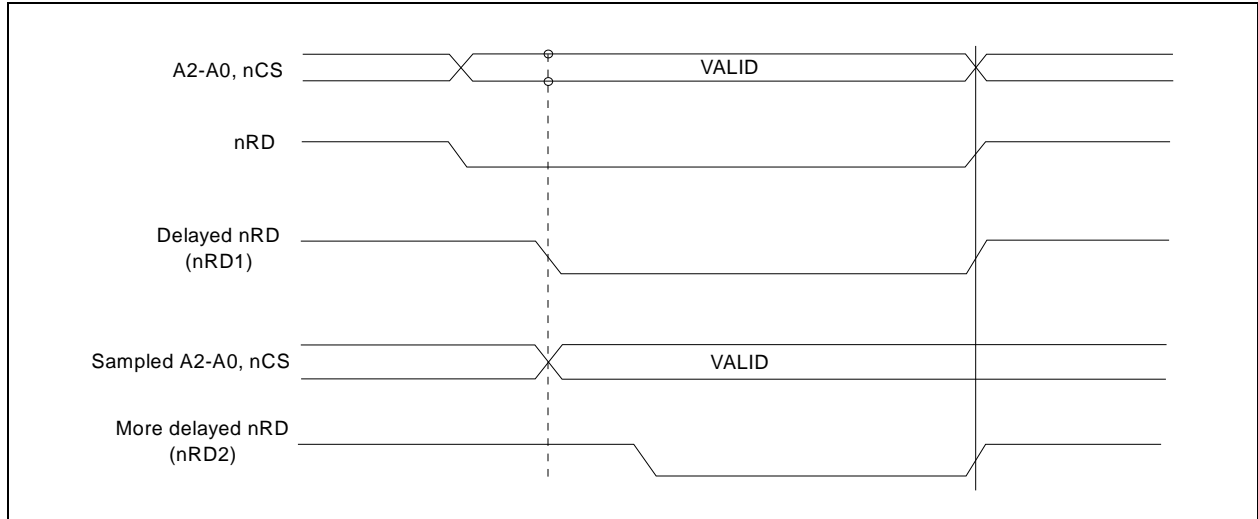 A2-A0, nCS
VALID
nRD
Delayed nRD
(nRD1)
Sampled A2-A0, nCS
VALID
More delayed nRD
(nRD2)